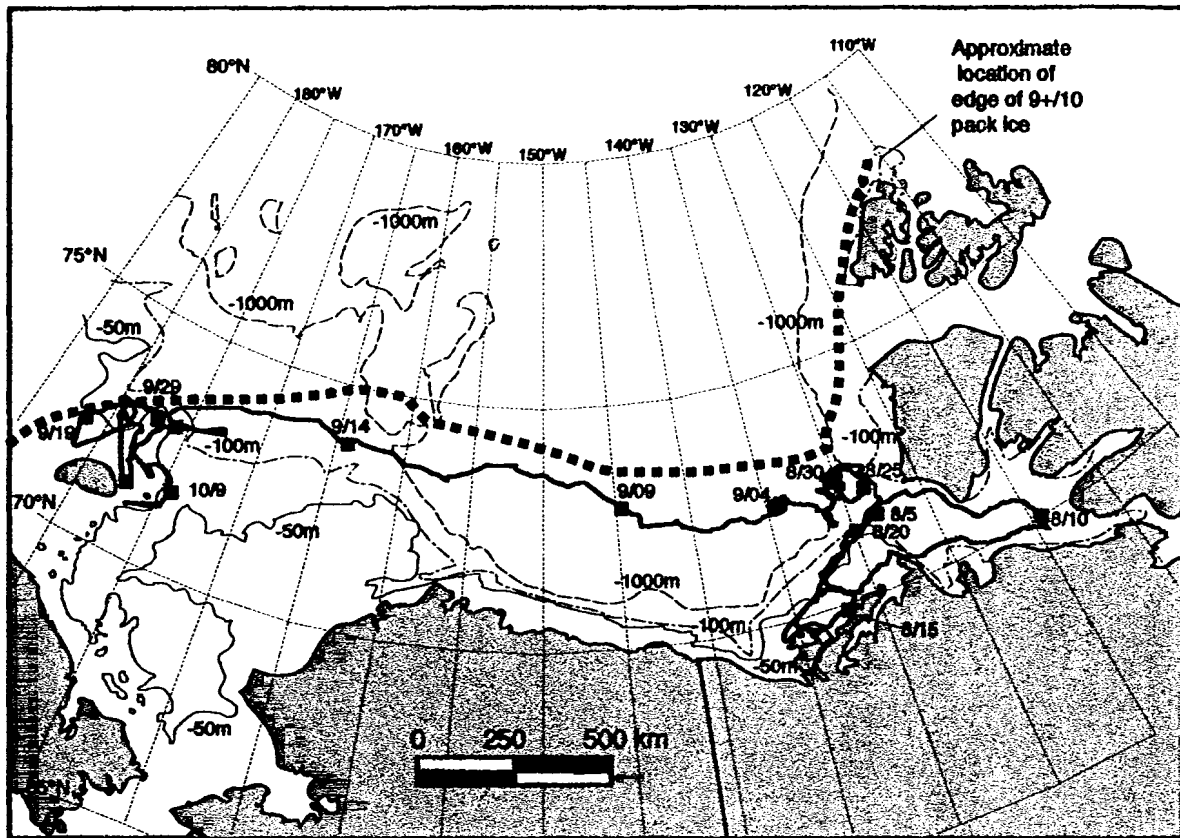 110°W
Approximate
location of
edge of 9+/10
pack ice
80°N
180°W
120°W
170°W
130°W
160°W
150°W
140°W
-1000m
75°N
-1000m
-1000m
-50m
9/29
9/19
9/14
-100m
-100m
8/30
8/25
10/9
9/09
9/04
8/5
8/10
70°N
8/20
-50m
-1000m
100m
8/15
-50m
-50m
0 250 500 km